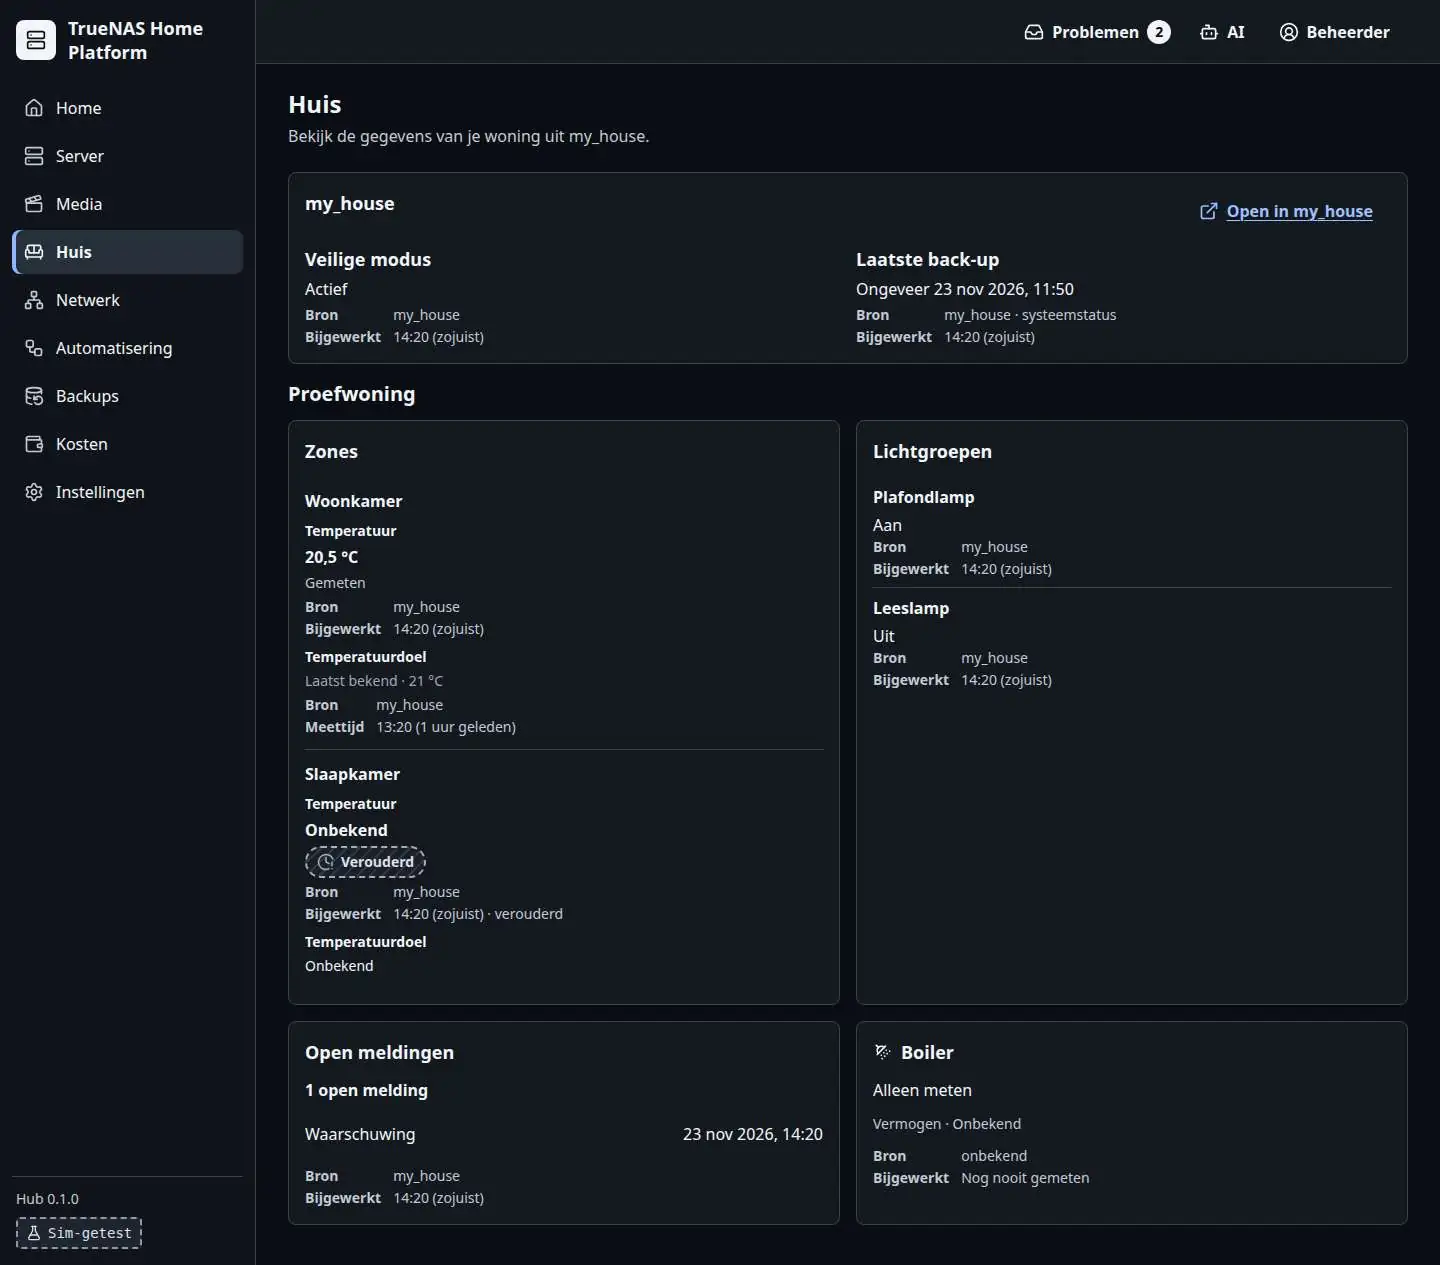 TrueNAS Home
Platform
Home
Server
Media
Huis
Netwerk
Automatisering
Backups
Kosten
Instellingen
Hub 0.1.0
Sim-getest
Problemen 2
AI
Beheerder
Huis
Bekijk de gegevens van je woning uit my_house.
my_house
Open in my_house
Veilige modus
Actief
Bron my_house
Bijgewerkt 14:20 (zojuist)
Laatste back-up
Ongeveer 23 nov 2026, 11:50
Bron my_house · systeemstatus
Bijgewerkt 14:20 (zojuist)
Proefwoning
Zones
Woonkamer
Temperatuur
20,5 °C
Gemeten
Bron my_house
Bijgewerkt 14:20 (zojuist)
Temperatuurdoel
Laatst bekend · 21 °C
Bron my_house
Meettijd 13:20 (1 uur geleden)
Slaapkamer
Temperatuur
Onbekend
Verouderd
Bron my_house
Bijgewerkt 14:20 (zojuist) · verouderd
Temperatuurdoel
Onbekend
Lichtgroepen
Plafondlamp
Aan
Bron my_house
Bijgewerkt 14:20 (zojuist)
Leeslamp
Uit
Bron my_house
Bijgewerkt 14:20 (zojuist)
Open meldingen
1 open melding
Waarschuwing 23 nov 2026, 14:20
Bron my_house
Bijgewerkt 14:20 (zojuist)
Boiler
Alleen meten
Vermogen · Onbekend
Bron onbekend
Bijgewerkt Nog nooit gemeten